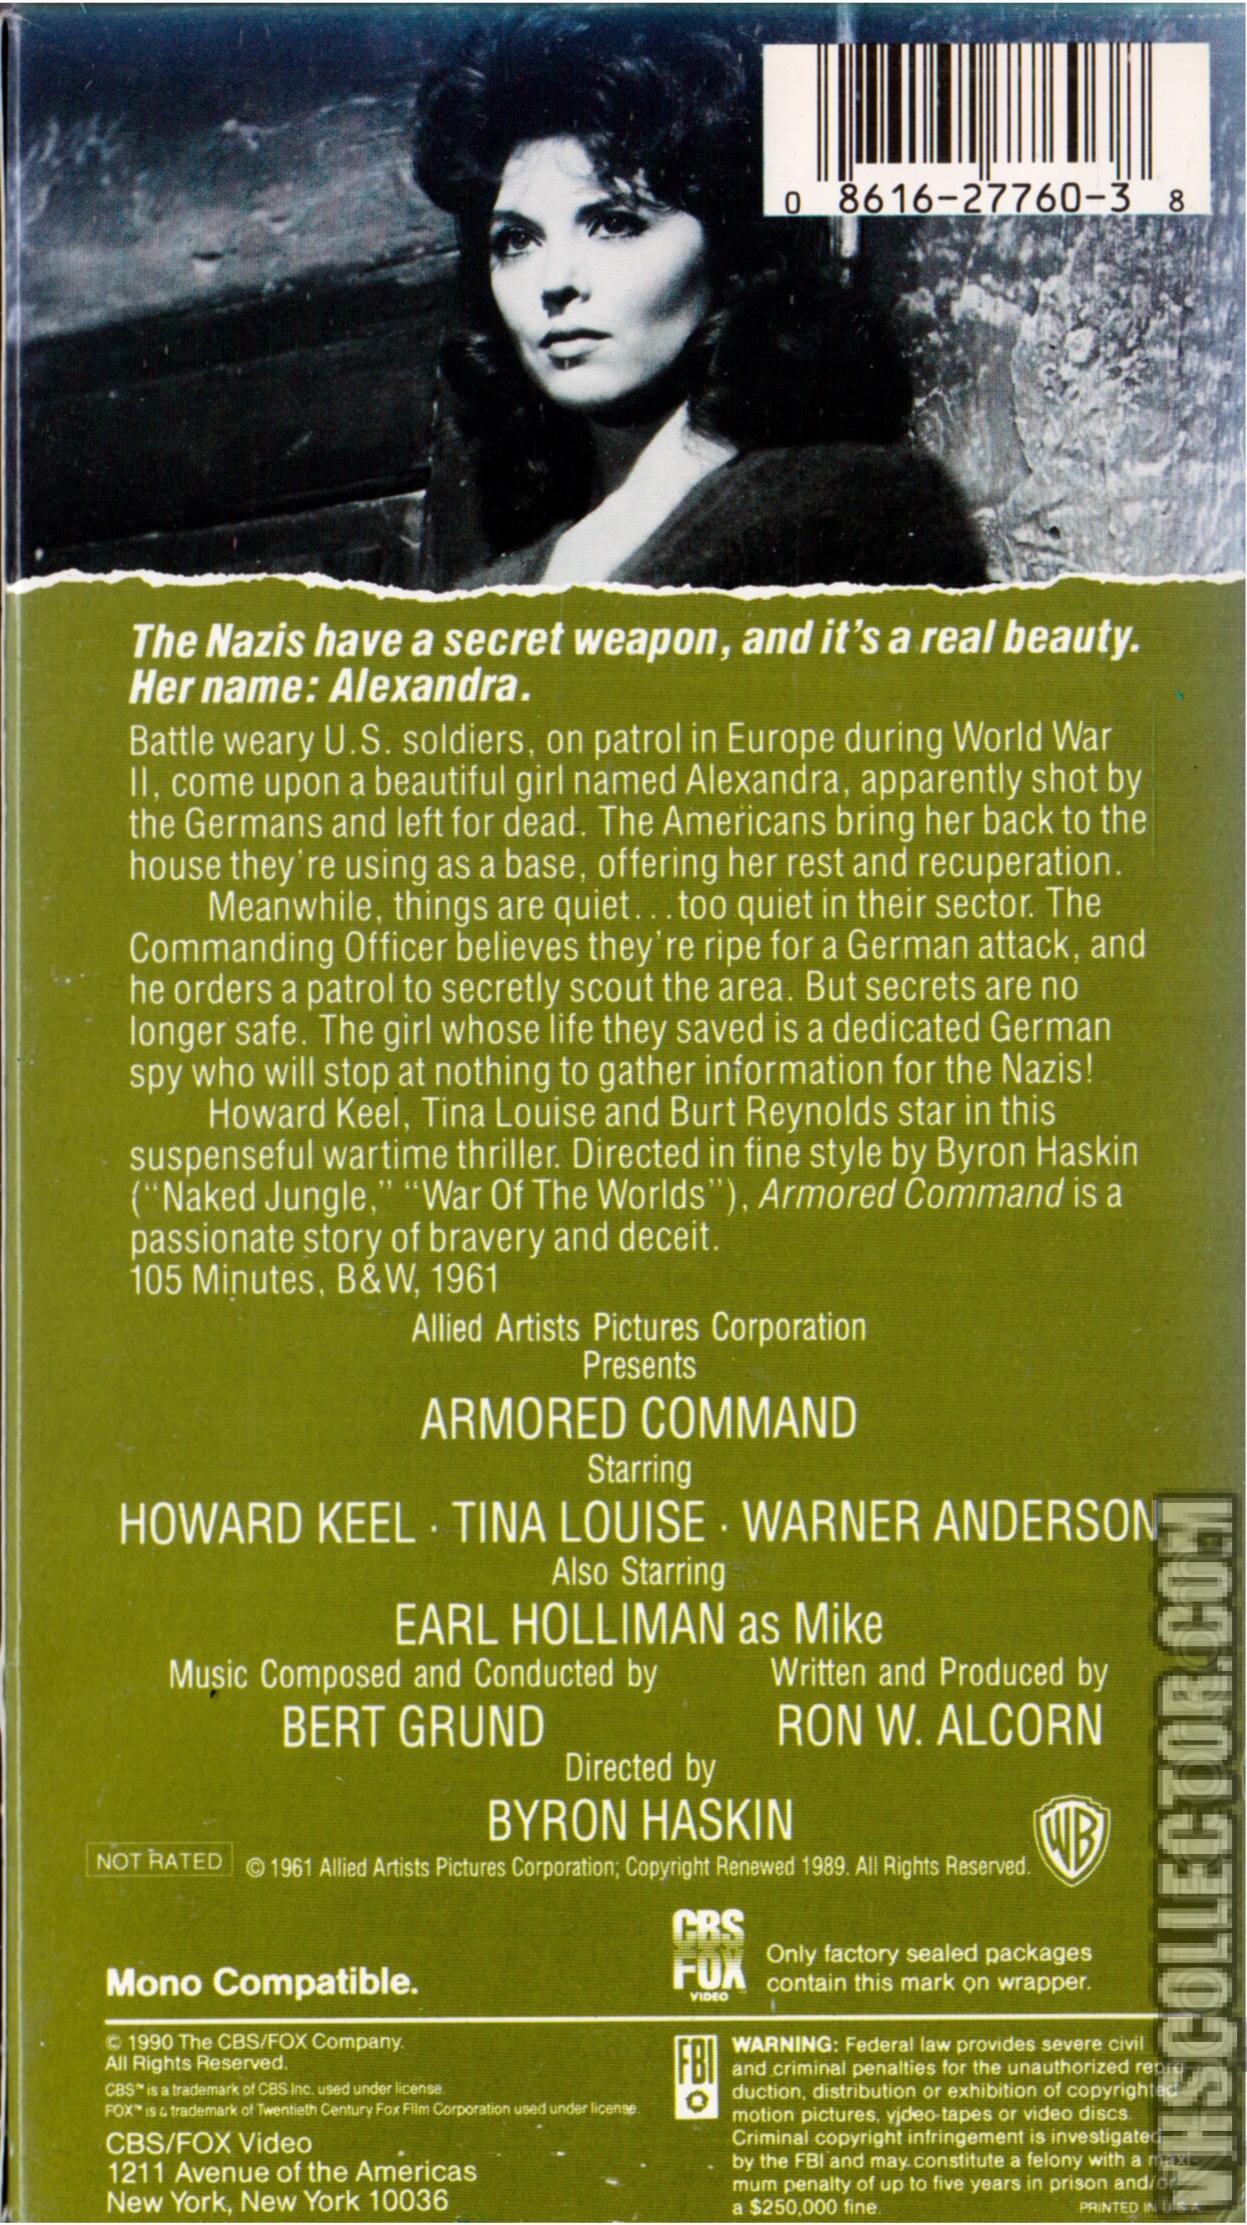 0 8616-27760-3 8
The Nazis have a secret weapon, and it's a real beauty.
Her name: Alexandra.
Battle weary U.S. soldiers, on patrol in Europe during World War
II, come upon a beautiful girl named Alexandra, apparently shot by
the Germans and left for dead. The Americans bring her back to the
house they're using as a base, offering her rest and recuperation.
Meanwhile, things are quiet...too quiet in their sector. The
Commanding Officer believes they're ripe for a German attack, and
he orders a patrol to secretly scout the area. But secrets are no
longer safe. The girl whose life they saved is a dedicated German
spy who will stop at nothing to gather information for the Nazis!
Howard Keel, Tina Louise and Burt Reynolds star in this
suspenseful wartime thriller. Directed in fine style by Byron Haskin
("Naked Jungle," "War Of The Worlds"), Armored Command is a
passionate story of bravery and deceit.
105 Minutes, B&W, 1961
Allied Artists Pictures Corporation
Presents
ARMORED COMMAND
Starring
HOWARD KEEL · TINA LOUISE · WARNER ANDERSON
Also Starring
EARL HOLLIMAN as Mike
Music Composed and Conducted by
BERT GRUND
Written and Produced by
RON W. ALCORN
Directed by
BYRON HASKIN
WB
NOT RATED
© 1961 Allied Artists Pictures Corporation; Copyright Renewed 1989. All Rights Reserved.
CBS
FOX
VIDEO
Only factory sealed packages
contain this mark on wrapper.
Mono Compatible.
© 1990 The CBS/FOX Company.
All Rights Reserved.
CBS™ is a trademark of CBS Inc. used under license.
FOX™ is a trademark of Twentieth Century Fox Film Corporation used under license.
CBS/FOX Video
1211 Avenue of the Americas
New York, New York 10036
FBI
WARNING: Federal law provides severe civil
and criminal penalties for the unauthorized repro-
duction, distribution or exhibition of copyrighted
motion pictures, video tapes or video discs.
Criminal copyright infringement is investigated
by the FBI and may constitute a felony with a maxi-
mum penalty of up to five years in prison and/or
a $250,000 fine.
PRINTED IN U.S.A.
VHSCOLLECTOR.COM